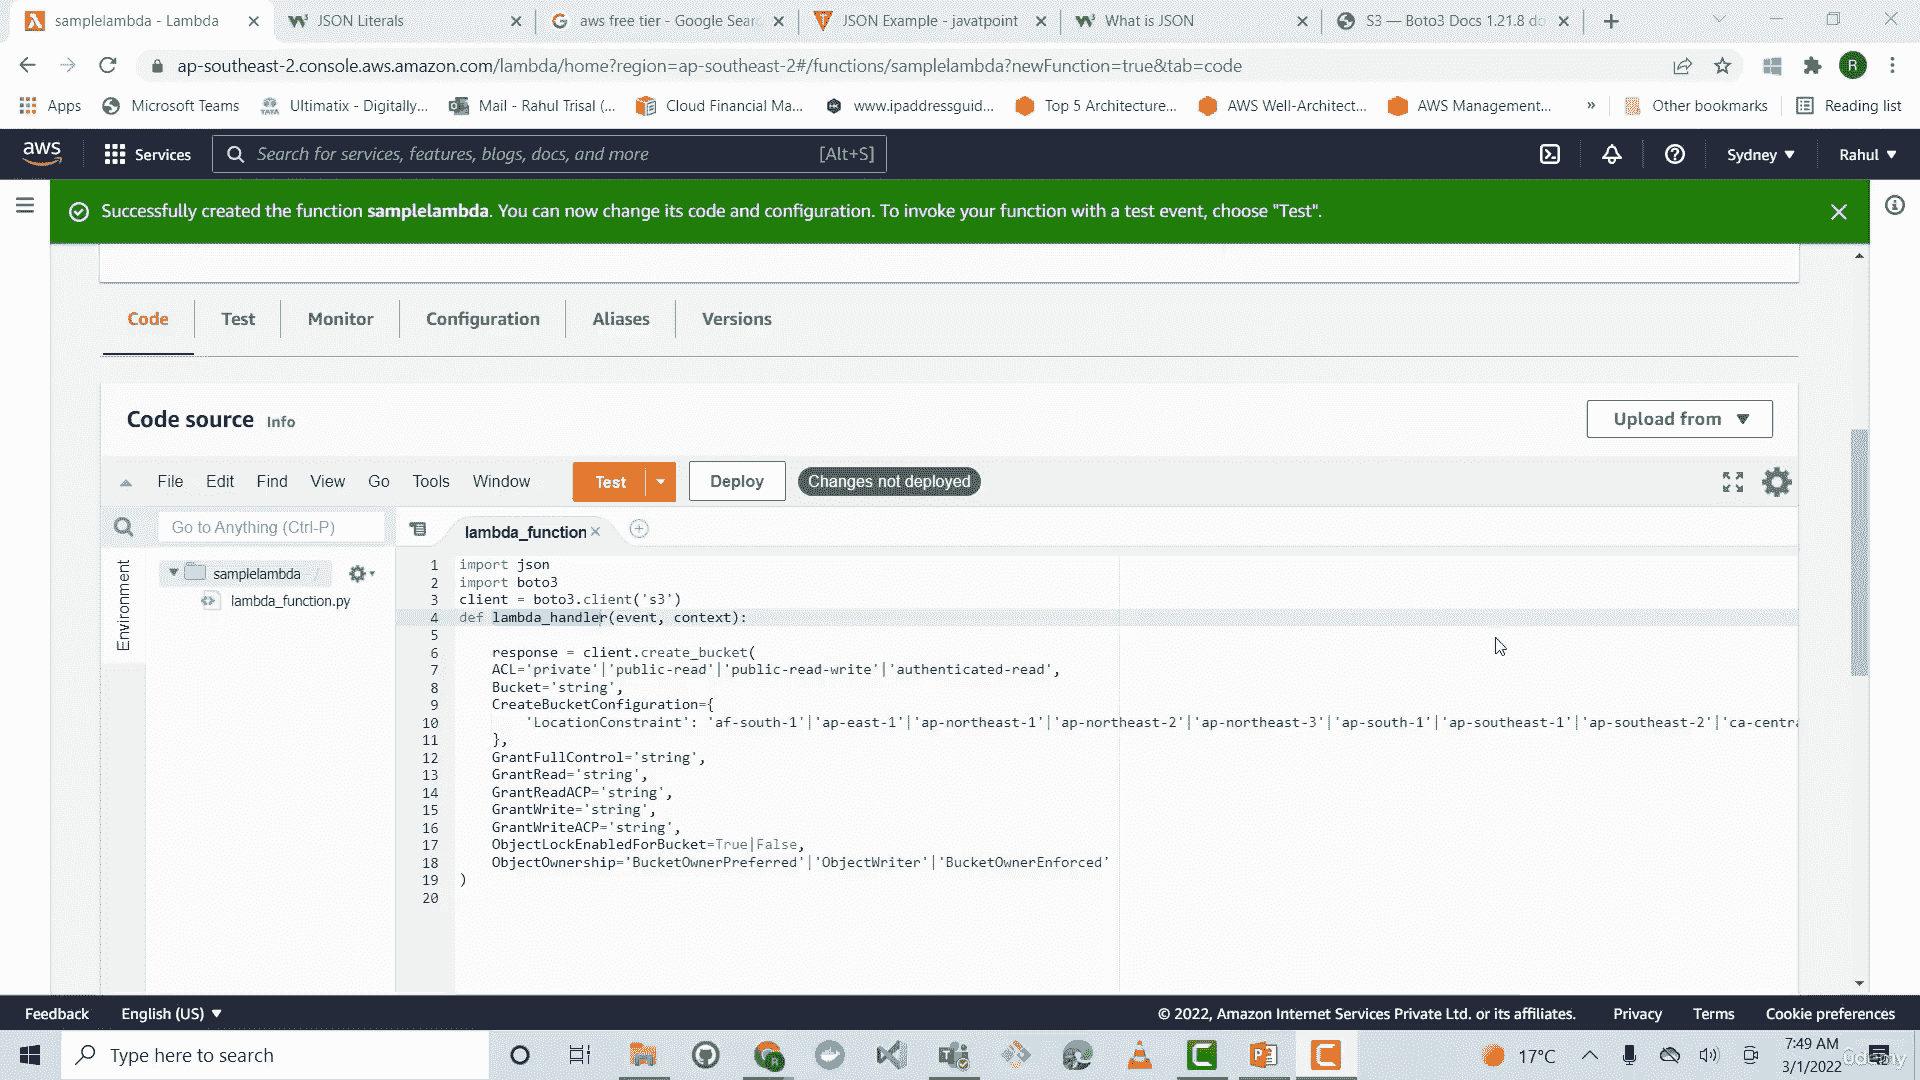 samplelambda - Lambda
JSON Literals
aws free tier - Google Sear
JSON Example - javatpoint
What is JSON
S3 — Boto3 Docs 1.21.8 do
ap-southeast-2.console.aws.amazon.com/lambda/home?region=ap-southeast-2#/functions/samplelambda?newFunction=true&tab=code
R
Apps
Microsoft Teams
Ultimatix - Digitally...
Mail - Rahul Trisal (...
Cloud Financial Ma...
www.ipaddressguid...
Top 5 Architecture...
AWS Well-Architect...
AWS Management...
»
Other bookmarks
Reading list
aws
Services
Search for services, features, blogs, docs, and more
[Alt+S]
Sydney
Rahul
Successfully created the function samplelambda. You can now change its code and configuration. To invoke your function with a test event, choose "Test".
Code
Test
Monitor
Configuration
Aliases
Versions
Code source
Info
Upload from
File
Edit
Find
View
Go
Tools
Window
Test
Deploy
Changes not deployed
Go to Anything (Ctrl-P)
lambda_function
Environment
samplelambda /
lambda_function.py
1 import json
2 import boto3
3 client = boto3.client('s3')
4 def lambda_handler(event, context):
5
6 response = client.create_bucket(
7 ACL='private'|'public-read'|'public-read-write'|'authenticated-read',
8 Bucket='string',
9 CreateBucketConfiguration={
10 'LocationConstraint': 'af-south-1'|'ap-east-1'|'ap-northeast-1'|'ap-northeast-2'|'ap-northeast-3'|'ap-south-1'|'ap-southeast-1'|'ap-southeast-2'|'ca-centra
11 },
12 GrantFullControl='string',
13 GrantRead='string',
14 GrantReadACP='string',
15 GrantWrite='string',
16 GrantWriteACP='string',
17 ObjectLockEnabledForBucket=True|False,
18 ObjectOwnership='BucketOwnerPreferred'|'ObjectWriter'|'BucketOwnerEnforced'
19 )
20
Feedback
English (US)
© 2022, Amazon Internet Services Private Ltd. or its affiliates.
Privacy
Terms
Cookie preferences
Type here to search
17°C
7:49 AM
3/1/2022
udemy